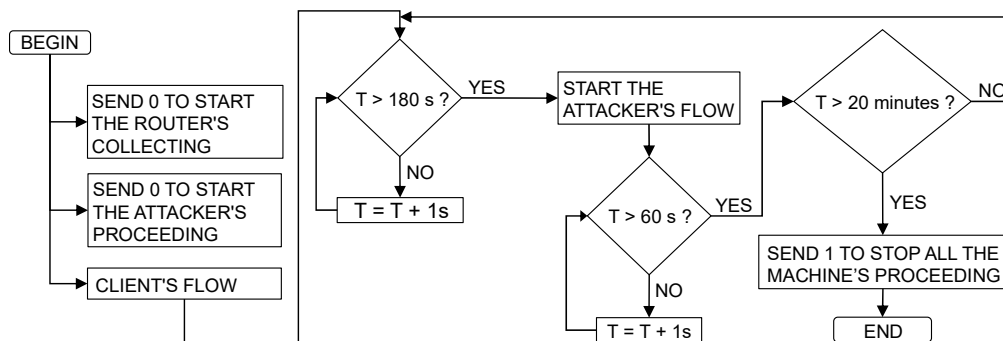 BEGIN
SEND 0 TO START
THE ROUTER'S
COLLECTING
SEND 0 TO START
THE ATTACKER'S
PROCEEDING
CLIENT'S FLOW
T > 180 s ?
YES
NO
T = T + 1s
START THE
ATTACKER'S FLOW
T > 60 s ?
YES
NO
T = T + 1s
T > 20 minutes ?
NO
YES
SEND 1 TO STOP ALL THE
MACHINE’S PROCEEDING
END